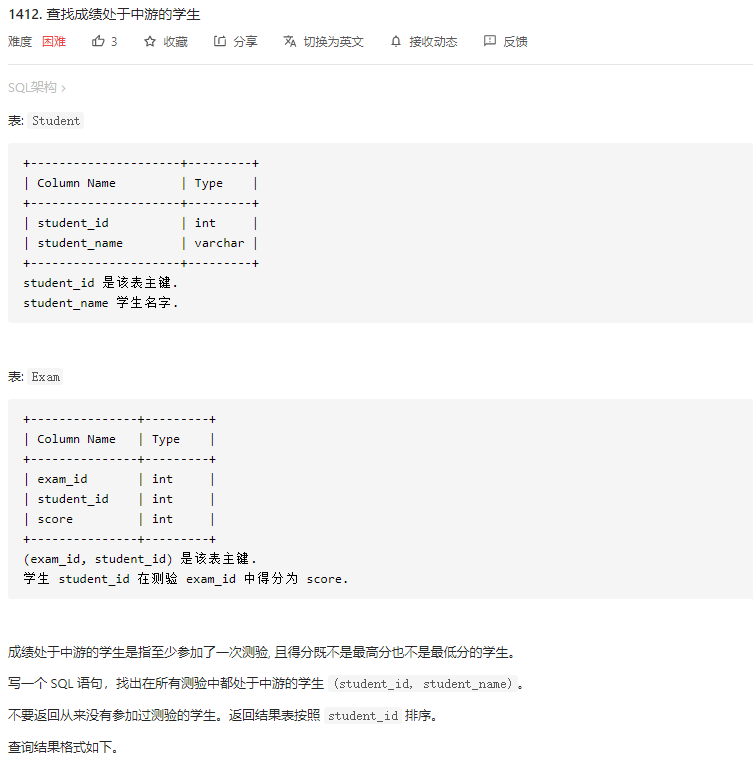 1412. 查找成绩处于中游的学生
难度 困难 3 收藏 分享 切换为英文 接收动态 反馈
SQL架构 ›
表: Student
+--------------------+---------+
| Column Name         | Type    |
+--------------------+---------+
| student_id          | int     |
| student_name        | varchar |
+--------------------+---------+
student_id 是该表主键.
student_name 学生名字.
表: Exam
+---------------+---------+
| Column Name   | Type    |
+---------------+---------+
| exam_id       | int     |
| student_id    | int     |
| score         | int     |
+---------------+---------+
(exam_id, student_id) 是该表主键.
学生 student_id 在测验 exam_id 中得分为 score.
成绩处于中游的学生是指至少参加了一次测验, 且得分既不是最高分也不是最低分的学生。
写一个 SQL 语句，找出在所有测验中都处于中游的学生 (student_id, student_name)。
不要返回从来没有参加过测验的学生。返回结果表按照 student_id 排序。
查询结果格式如下。